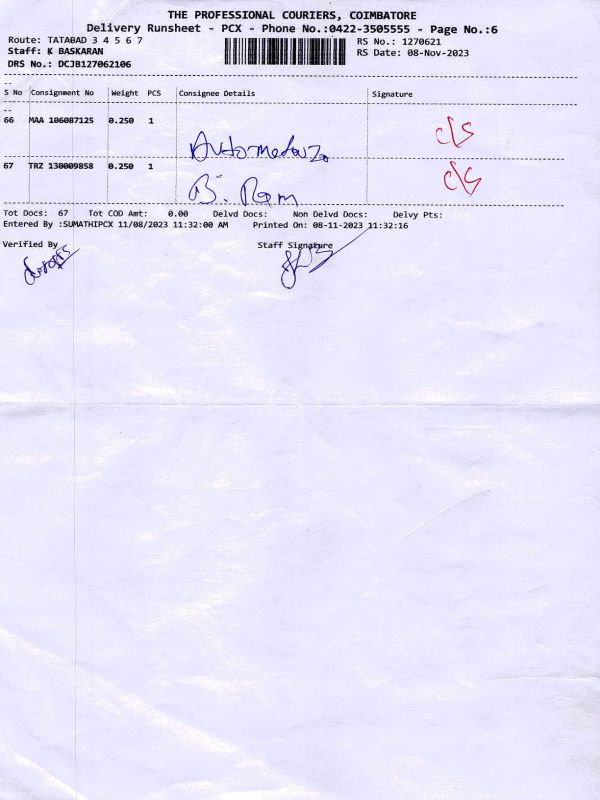 THE PROFESSIONAL COURIERS, COIMBATORE
Delivery Runsheet - PCX - Phone No.:0422-3505555 - Page No.:6
Route: TATABAD 3 4 5 6 7
RS No.: 1270621
Staff: K BASKARAN
RS Date: 08-Nov-2023
DRS No.: DCJB127062106
S No Consignment No Weight PCS Consignee Details Signature
66 MAA 106087125 0.250 1 c/s
67 TRZ 130009858 0.250 1 c/s
B. Ram
Tot Docs: 67 Tot COD Amt: 0.00 Delvd Docs: Non Delvd Docs: Delvy Pts:
Entered By :SUMATHIPCX 11/08/2023 11:32:00 AM Printed On: 08-11-2023 11:32:16
Verified By Staff Signature